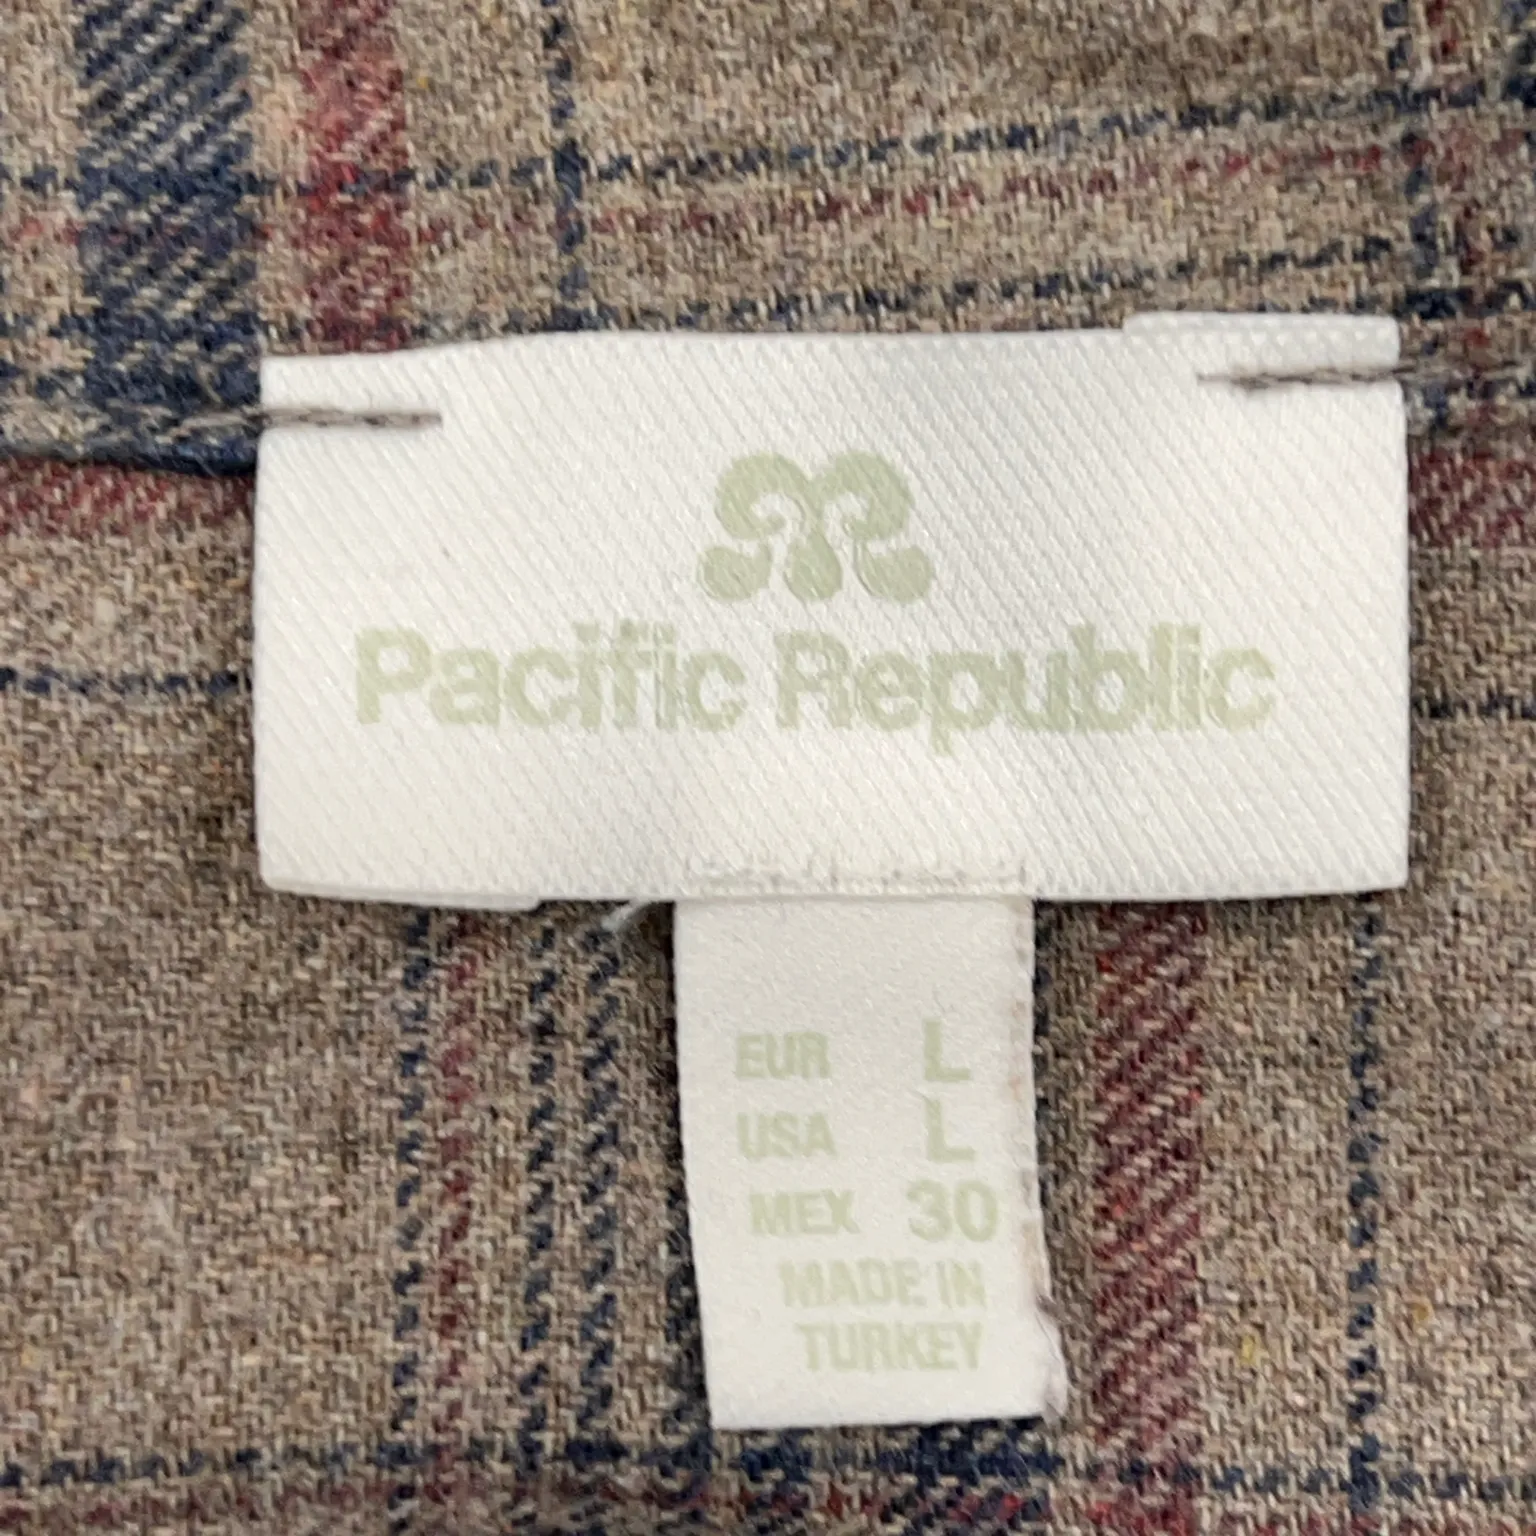 Pacific Republic
EUR L
USA L
MEX 30
MADE IN
TURKEY